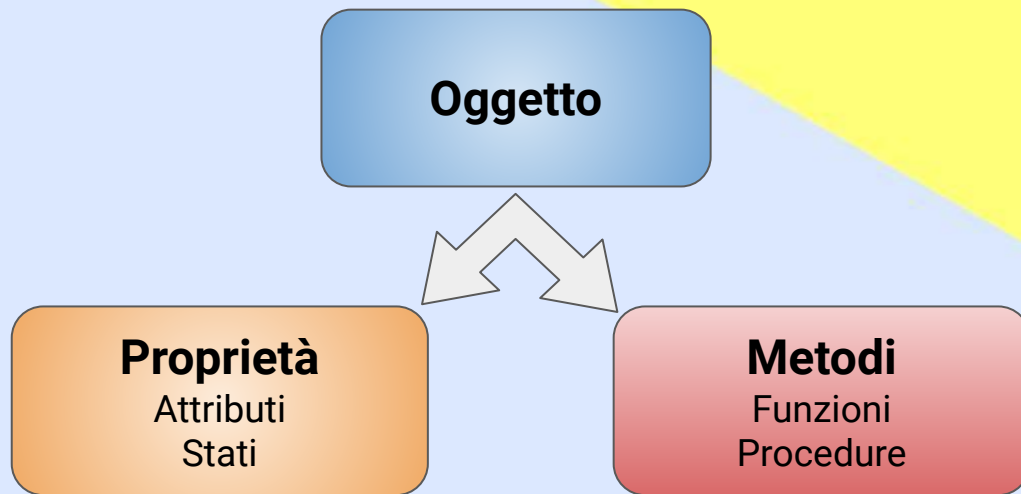 Oggetto
Proprietà
Attributi
Stati
Metodi
Funzioni
Procedure